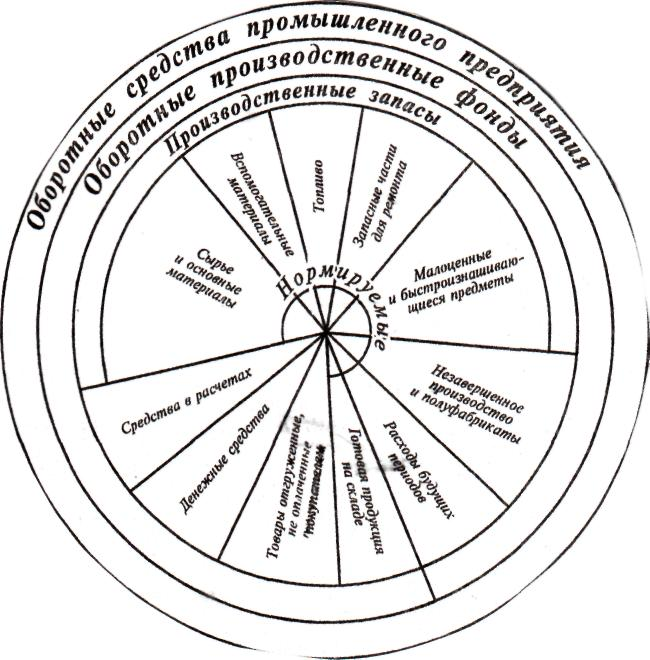 Оборотные средства промышленного предприятия
Оборотные производственные фонды
Производственные запасы
Сырье
и основные
материалы
Вспомогательные
материалы
Топливо
Запасные части
для ремонта
Малоценные
и быстроизнашиваю-
щиеся предметы
Нормируемые
Незавершенное
производство
и полуфабрикаты
Расходы будущих
периодов
Готовая продукция
на складе
Товары отгруженные,
не оплаченные
покупателем
Денежные средства
Средства в расчетах